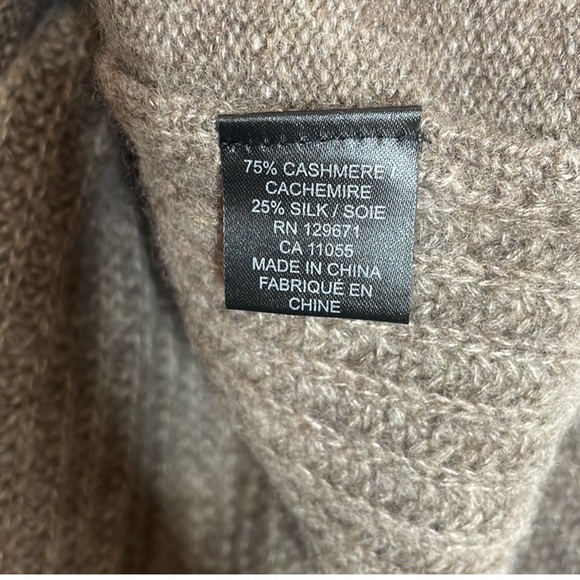 75% CASHMERE /
CACHEMIRE
25% SILK / SOIE
RN 129671
CA 11055
MADE IN CHINA
FABRIQUÉ EN
CHINE